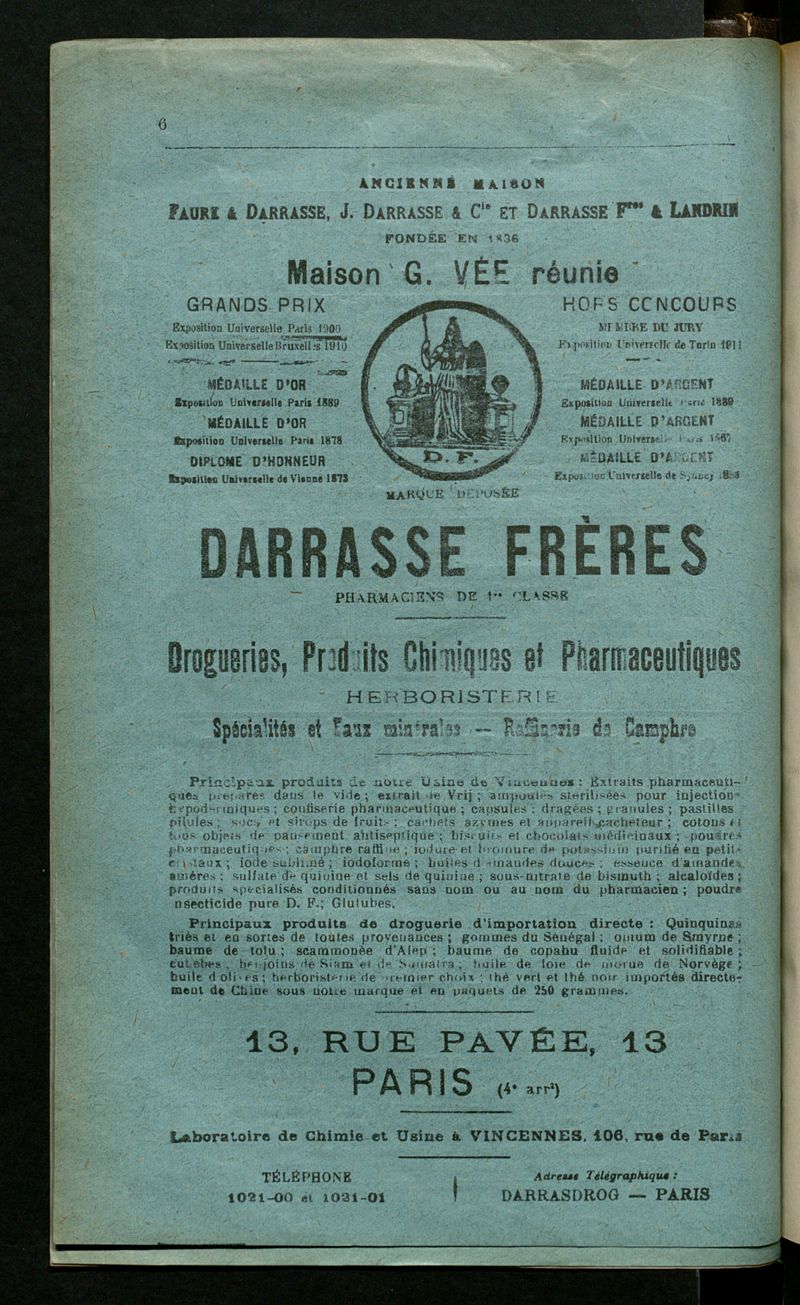 6
ANCIENNE MAISON
FAURE & DARRASSE, J. DARRASSE & Cie ET DARRASSE Fres & LANDRIN
FONDÉE EN 1836
Maison G. VÉE réunie
GRANDS PRIX
Exposition Universelle Paris 1900
Exposition Universelle Bruxelles 1910
MÉDAILLE D'OR
Exposition Universelle Paris 1889
MÉDAILLE D'OR
Exposition Universelle Paris 1878
DIPLOME D'HONNEUR
Exposition Universelle de Vienne 1873
D. F.
MARQUE DÉPOSÉE
HORS CONCOURS
MEMBRE DU JURY
Exposition Universelle de Turin 1911
MÉDAILLE D'ARGENT
Exposition Universelle Paris 1889
MÉDAILLE D'ARGENT
Exposition Universelle Paris 1867
MÉDAILLE D'ARGENT
Exposition Universelle de Sydney
DARRASSE FRÈRES
PHARMACIENS DE 1re CLASSE
Drogueries, Produits Chimiques et Pharmaceutiques
HERBORISTERIE
Spécialités et Eaux minérales — Raffinerie de Camphre
Principaux produits de notre Usine de Vincennes : Extraits pharmaceuti-
ques préparés dans le vide ; extrait de Vrij ; ampoules stérilisées pour injections
hypodermiques ; confiserie pharmaceutique ; capsules ; dragées ; granules ; pastilles
pilules ; sucs et sirops de fruits ; cachets azymes et appareil cacheteur ; cotons et
tous objets de pansement antiseptique ; biscuits et chocolats médicinaux ; poudres
pharmaceutiques ; camphre raffiné ; iodure et bromure de potassium purifié en petits
cristaux ; iode sublimé ; iodoforme ; huiles d'amandes douces ; essence d'amandes
amères ; sulfate de quinine et sels de quinine ; sous-nitrate de bismuth ; alcaloïdes ;
produits spécialisés conditionnés sans nom ou au nom du pharmacien ; poudre
insecticide pure D. F.; Glutubes.
Principaux produits de droguerie d'importation directe : Quinquinas
triés et en sortes de toutes provenances ; gommes du Sénégal ; opium de Smyrne ;
baume de tolu ; scammonée d'Alep ; baume de copahu fluide et solidifiable ;
cubèbes ; benjoins de Siam et de Sumatra ; huile de foie de morue de Norvège ;
huile d'olives ; herboristerie de premier choix ; thé vert et thé noir importés directe-
ment de Chine sous notre marque et en paquets de 250 grammes.
13, RUE PAVÉE, 13
PARIS (4e arrt)
Laboratoire de Chimie et Usine à VINCENNES, 106, rue de Paris
TÉLÉPHONE
1021-00 et 1021-01
Adresse Télégraphique :
DARRASDROG — PARIS